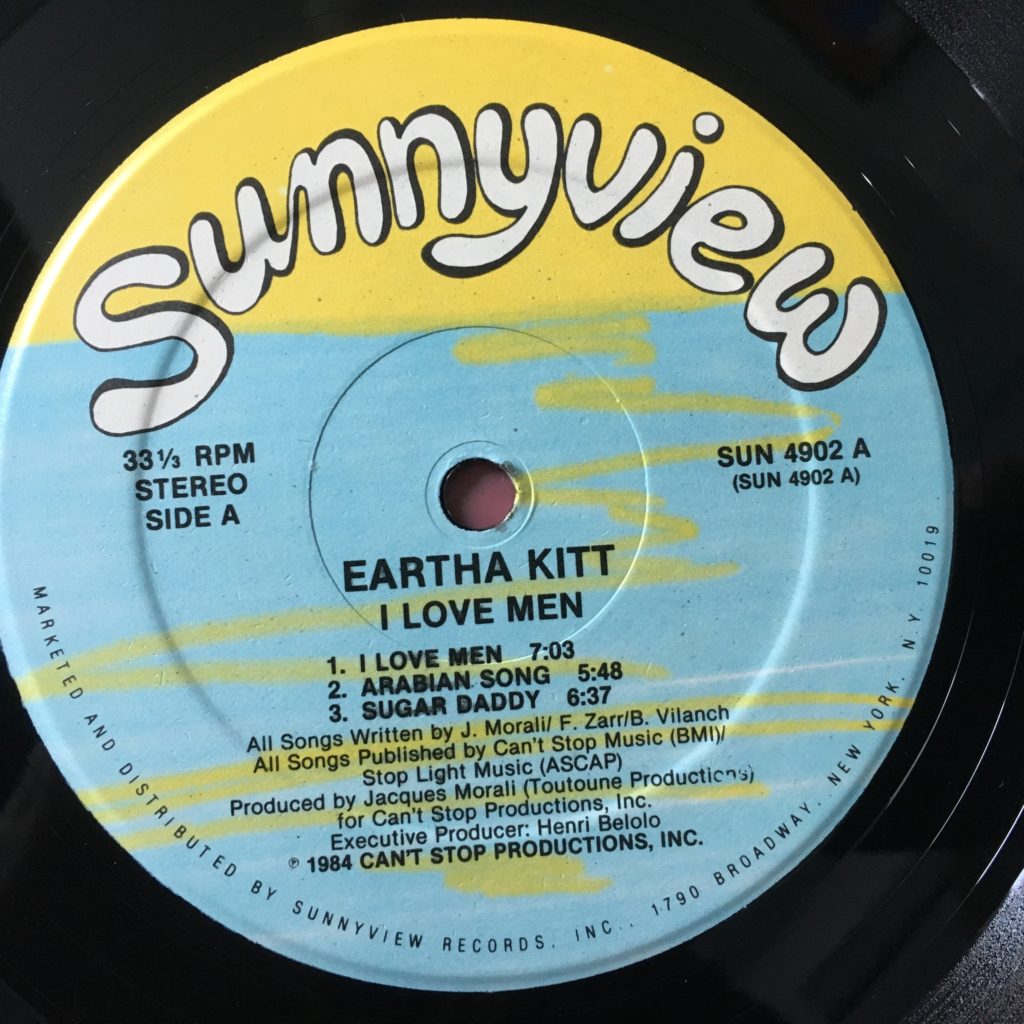 Sunnyview
33⅓ RPM
STEREO
SIDE A
SUN 4902 A
(SUN 4902 A)
EARTHA KITT
I LOVE MEN
1. I LOVE MEN 7:03
2. ARABIAN SONG 5:48
3. SUGAR DADDY 6:37
All Songs Written by J. Morali/ F. Zarr/B. Vilanch
All Songs Published by Can't Stop Music (BMI)/
Stop Light Music (ASCAP)
Produced by Jacques Morali (Toutoune Productions)
for Can't Stop Productions, Inc.
Executive Producer: Henri Belolo
℗ 1984 CAN'T STOP PRODUCTIONS, INC.
MARKETED AND DISTRIBUTED BY SUNNYVIEW RECORDS, INC., 1790 BROADWAY, NEW YORK, N.Y. 10019